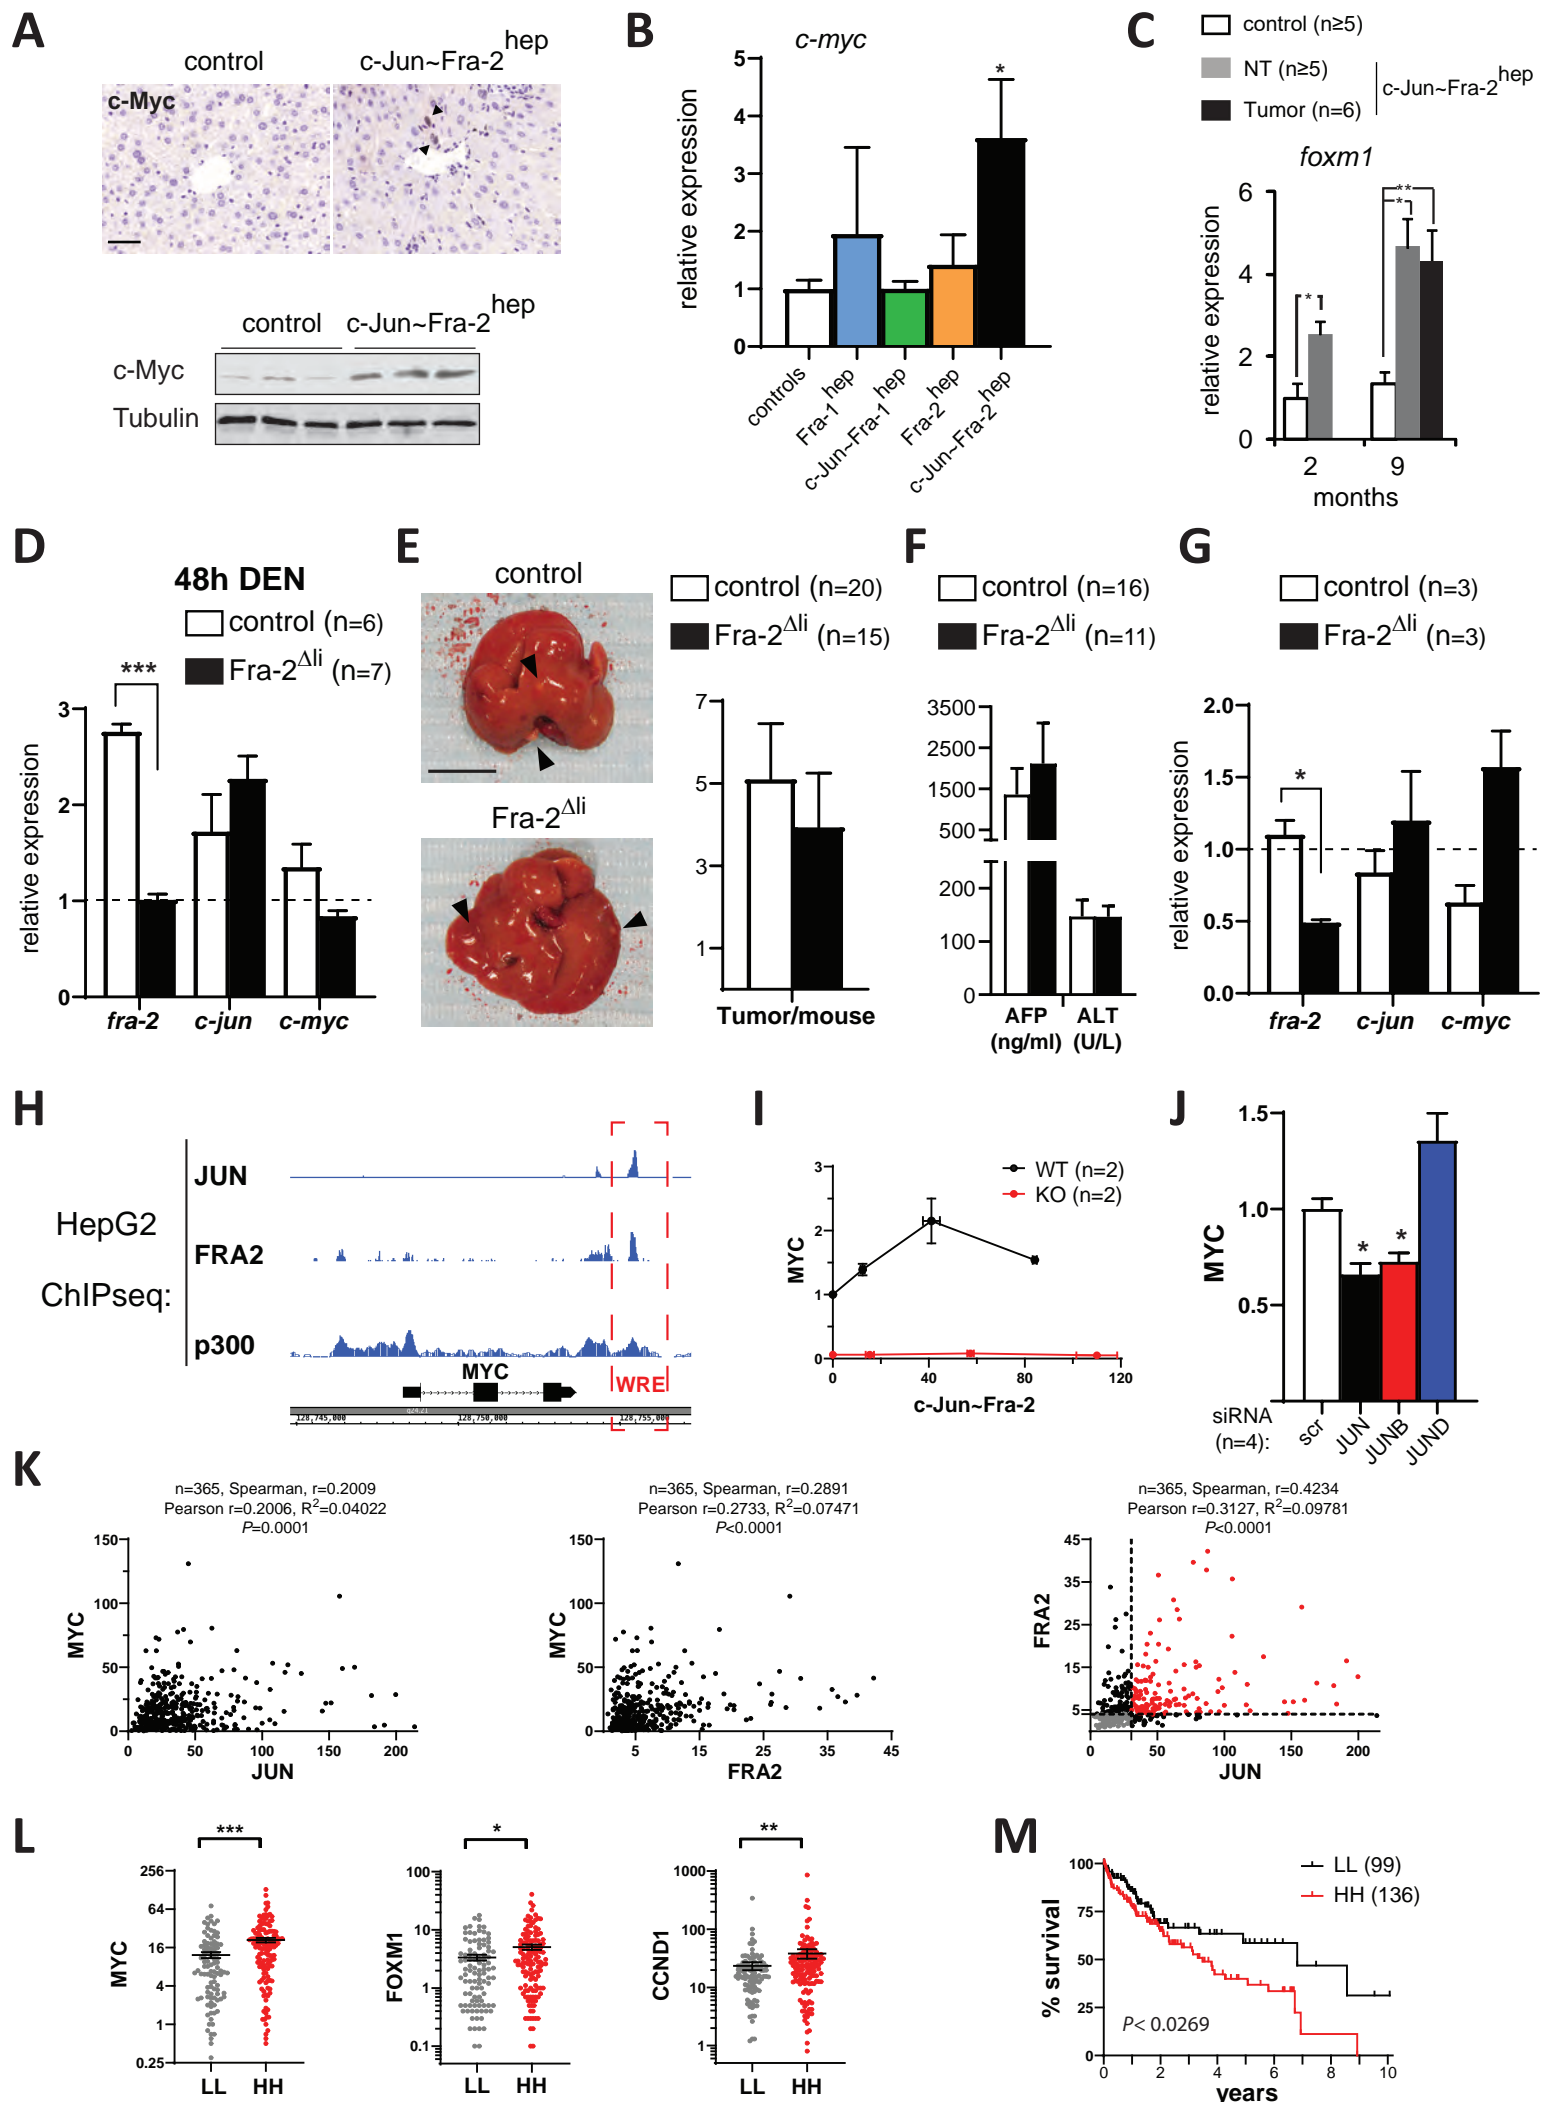 A
control
c-Jun~Fra-2hep
c-Myc
control
c-Jun~Fra-2hep
c-Myc
Tubulin
B
c-myc
relative expression
5
4
3
2
1
0
*
controls
Fra-1hep
c-Jun~Fra-1hep
Fra-2hep
c-Jun~Fra-2hep
C
control (n≥5)
NT (n≥5)
Tumor (n=6)
c-Jun~Fra-2hep
foxm1
relative expression
6
4
2
0
*
**
*
2
9
months
D
48h DEN
control (n=6)
Fra-2Δli (n=7)
***
relative expression
3
2
1
0
fra-2
c-jun
c-myc
E
control
Fra-2Δli
control (n=20)
Fra-2Δli (n=15)
7
5
3
1
Tumor/mouse
F
control (n=16)
Fra-2Δli (n=11)
3500
2500
1500
500
200
100
0
AFP
(ng/ml)
ALT
(U/L)
G
control (n=3)
Fra-2Δli (n=3)
relative expression
2.0
1.5
1.0
0.5
0.0
*
fra-2
c-jun
c-myc
H
HepG2
ChIPseq:
JUN
FRA2
p300
MYC
WRE
128,745,000
128,750,000
128,755,000
I
WT (n=2)
KO (n=2)
MYC
3
2
1
0
0
40
80
120
c-Jun~Fra-2
J
MYC
1.5
1.0
0.5
*
*
siRNA
(n=4):
scr
JUN
JUNB
JUND
K
n=365, Spearman, r=0.2009
Pearson r=0.2006, R2=0.04022
P=0.0001
MYC
150
100
50
0
0
50
100
150
200
JUN
n=365, Spearman, r=0.2891
Pearson r=0.2733, R2=0.07471
P<0.0001
MYC
150
100
50
0
5
15
25
35
45
FRA2
n=365, Spearman, r=0.4234
Pearson r=0.3127, R2=0.09781
P<0.0001
FRA2
45
35
25
15
5
0
50
100
150
200
JUN
L
***
MYC
256
64
16
4
1
0.25
LL
HH
*
FOXM1
100
10
1
0.1
LL
HH
**
CCND1
1000
100
10
1
LL
HH
M
LL (99)
HH (136)
% survival
100
75
50
25
0
P< 0.0269
0
2
4
6
8
10
years